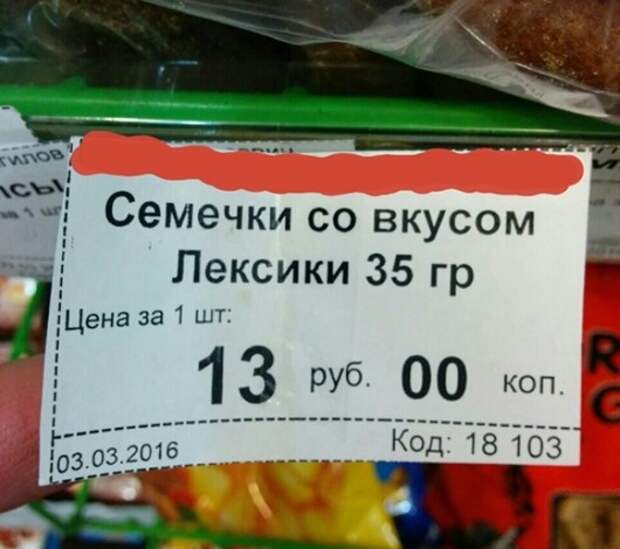 Семечки со вкусом
Лексики 35 гр
Цена за 1 шт:
13 руб. 00 коп.
03.03.2016 Код: 18 103